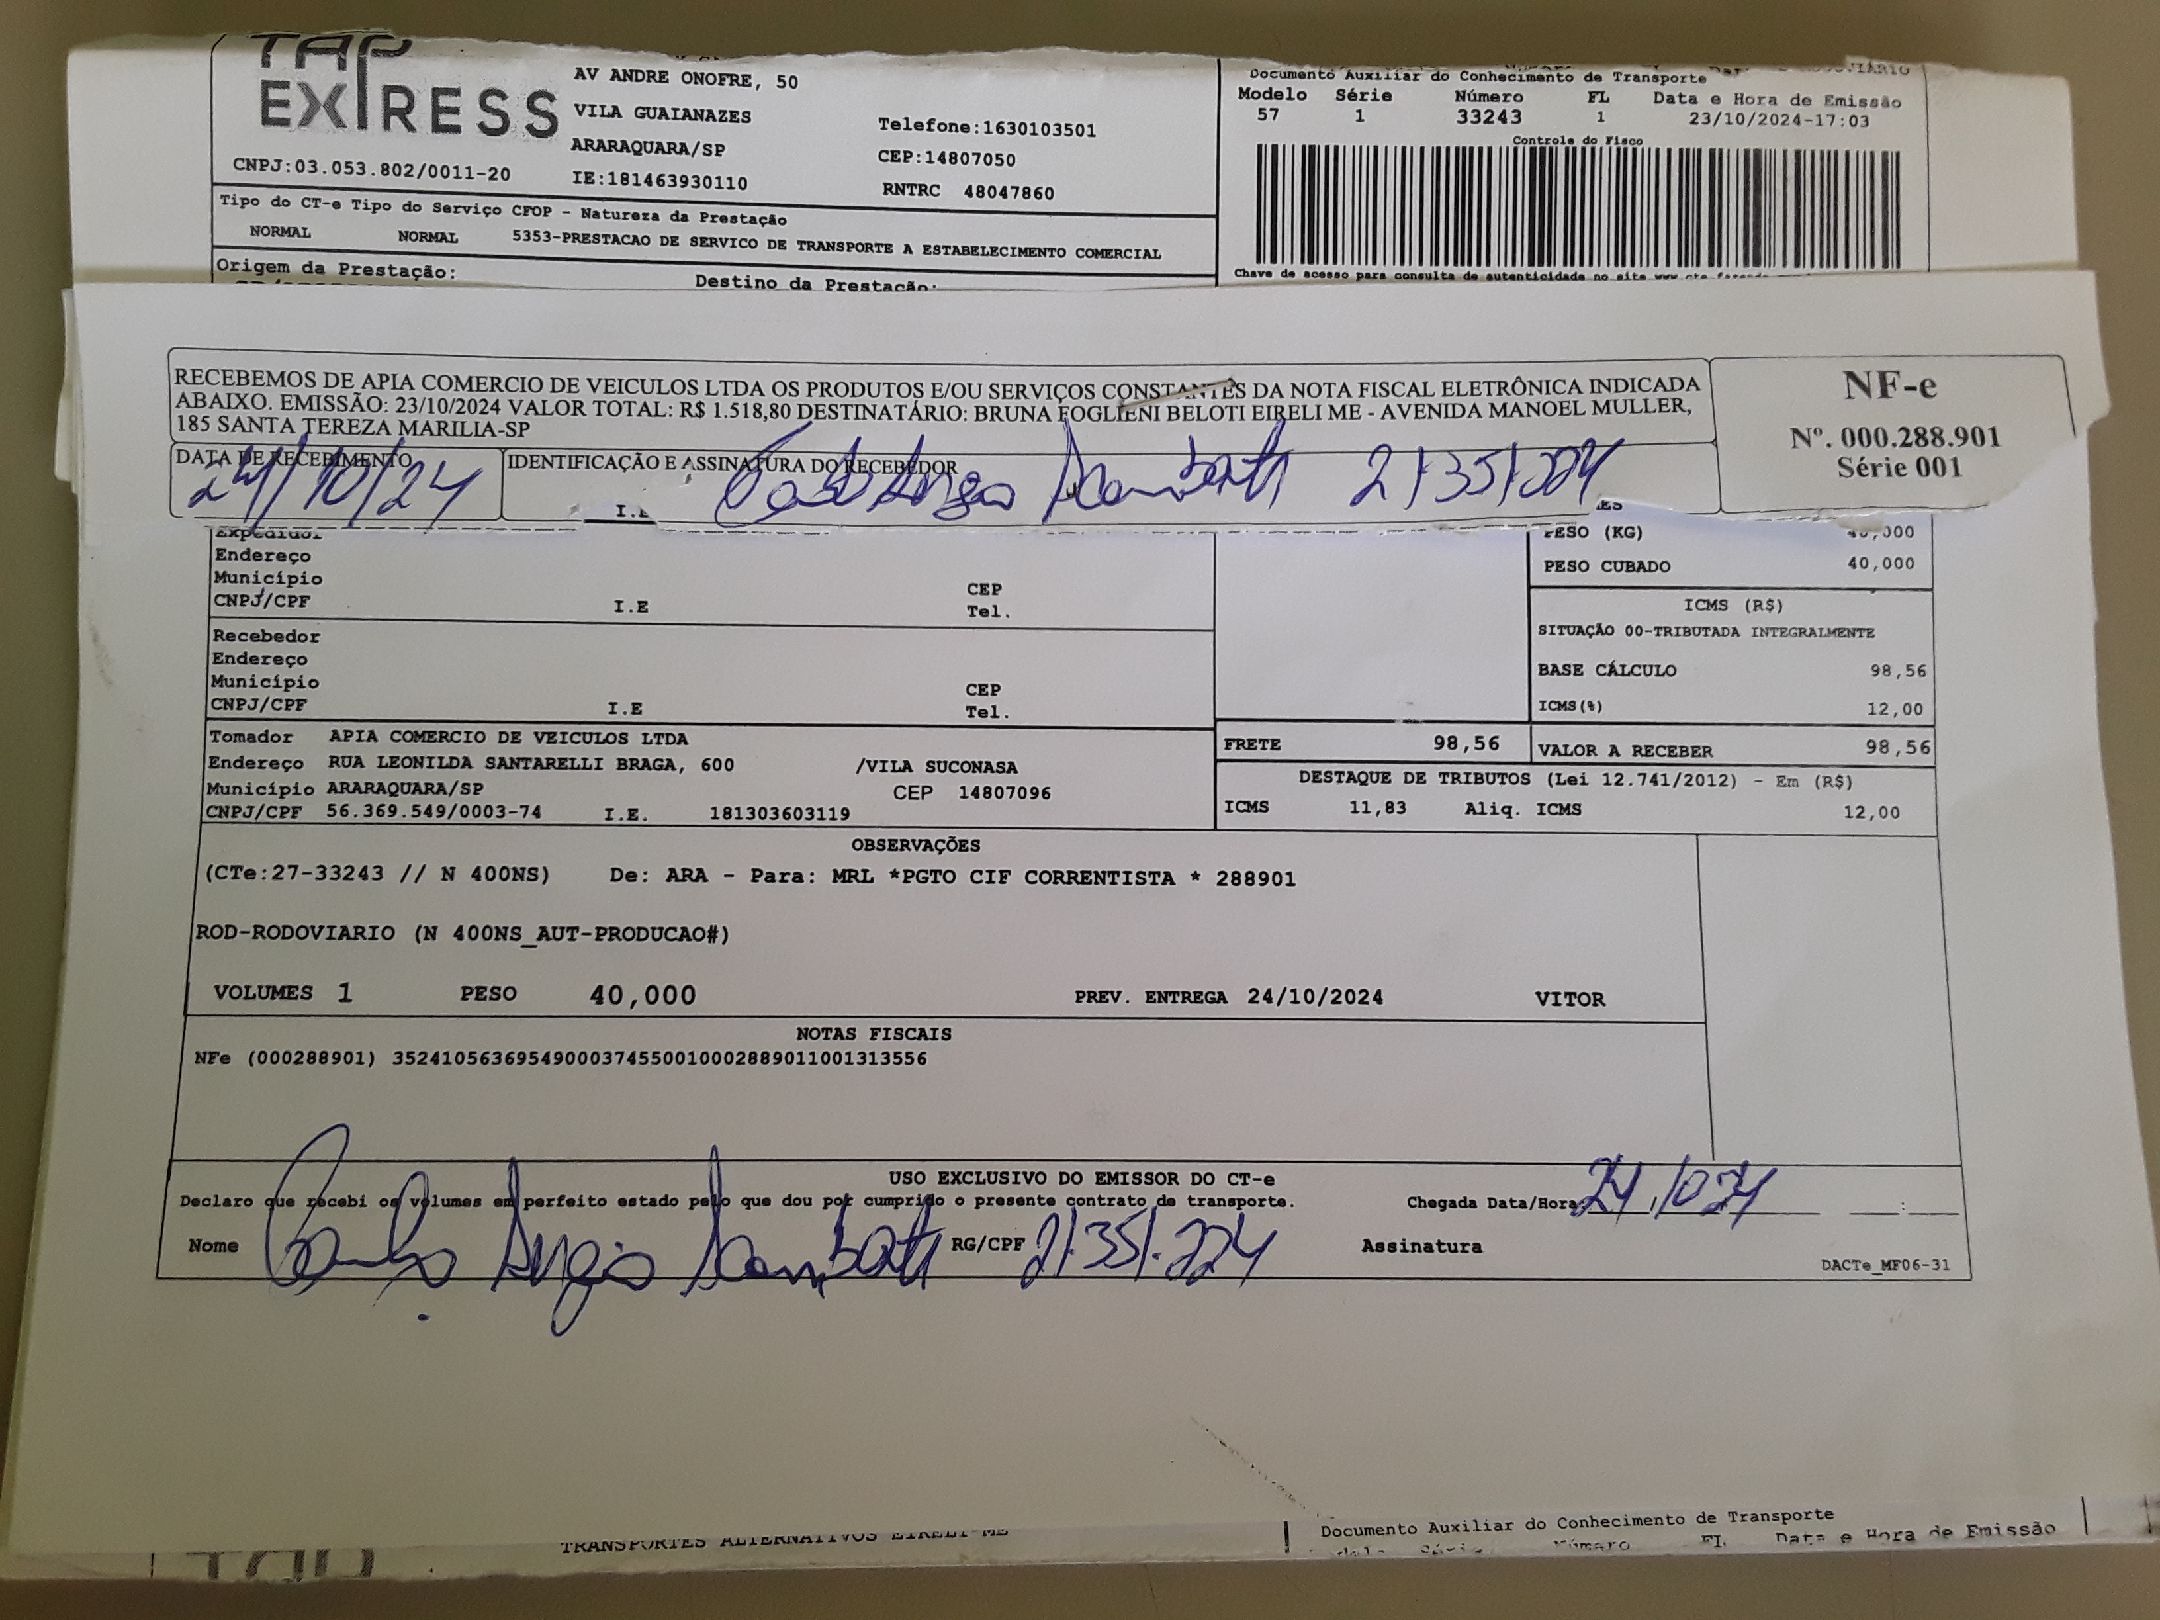 TAP
EXPRESS
AV ANDRE ONOFRE, 50
VILA GUAIANAZES
ARARAQUARA/SP
IE:181463930110
Telefone:1630103501
CEP:14807050
RNTRC 48047860
CNPJ:03.053.802/0011-20
Documento Auxiliar do Conhecimento de Transporte
Modelo Série Número FL Data e Hora de Emissão
57 1 33243 1 23/10/2024-17:03
Controle do Fisco
Tipo do CT-e Tipo do Serviço CFOP - Natureza da Prestação
NORMAL NORMAL 5353-PRESTACAO DE SERVICO DE TRANSPORTE A ESTABELECIMENTO COMERCIAL
Origem da Prestação: Destino da Prestação:
Chave de acesso para consulta de autenticidade no site
RECEBEMOS DE APIA COMERCIO DE VEICULOS LTDA OS PRODUTOS E/OU SERVIÇOS CONSTANTES DA NOTA FISCAL ELETRÔNICA INDICADA
ABAIXO. EMISSÃO: 23/10/2024 VALOR TOTAL: R$ 1.518,80 DESTINATÁRIO: BRUNA FOGLIENI BELOTI EIRELI ME - AVENIDA MANOEL MULLER,
185 SANTA TEREZA MARILIA-SP
NF-e
Nº. 000.288.901
Série 001
DATA DE RECEBIMENTO IDENTIFICAÇÃO E ASSINATURA DO RECEBEDOR
24/10/24
Expedidor
Endereço
Município CEP
CNPJ/CPF I.E Tel.
PESO (KG)
PESO CUBADO 40,000
ICMS (R$)
SITUAÇÃO 00-TRIBUTADA INTEGRALMENTE
BASE CÁLCULO 98,56
ICMS(%) 12,00
Recebedor
Endereço
Município CEP
CNPJ/CPF I.E Tel.
Tomador APIA COMERCIO DE VEICULOS LTDA
Endereço RUA LEONILDA SANTARELLI BRAGA, 600 /VILA SUCONASA
Município ARARAQUARA/SP CEP 14807096
CNPJ/CPF 56.369.549/0003-74 I.E. 181303603119
FRETE 98,56 VALOR A RECEBER 98,56
DESTAQUE DE TRIBUTOS (Lei 12.741/2012) - Em (R$)
ICMS 11,83 Aliq. ICMS 12,00
OBSERVAÇÕES
(CTe:27-33243 // N 400NS) De: ARA - Para: MRL *PGTO CIF CORRENTISTA * 288901
ROD-RODOVIARIO (N 400NS_AUT-PRODUCAO#)
VOLUMES 1 PESO 40,000 PREV. ENTREGA 24/10/2024 VITOR
NOTAS FISCAIS
NFe (000288901) 35241056369549000374550010002889011001313556
USO EXCLUSIVO DO EMISSOR DO CT-e
Declaro que recebi os volumes em perfeito estado pelo que dou por cumprido o presente contrato de transporte.
Chegada Data/Hora
Nome RG/CPF Assinatura
DACTe_MF06-31
TRANSPORTES ALTERNATIVOS EIRELI-ME
Documento Auxiliar do Conhecimento de Transporte
Número FL Data e Hora de Emissão